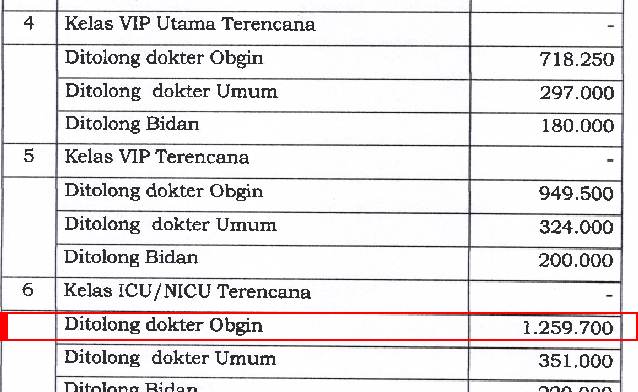 4 Kelas VIP Utama Terencana -
Ditolong dokter Obgin 718.250
Ditolong dokter Umum 297.000
Ditolong Bidan 180.000
5 Kelas VIP Terencana -
Ditolong dokter Obgin 949.500
Ditolong dokter Umum 324.000
Ditolong Bidan 200.000
6 Kelas ICU/NICU Terencana -
Ditolong dokter Obgin 1.259.700
Ditolong dokter Umum 351.000
Ditolong Bidan